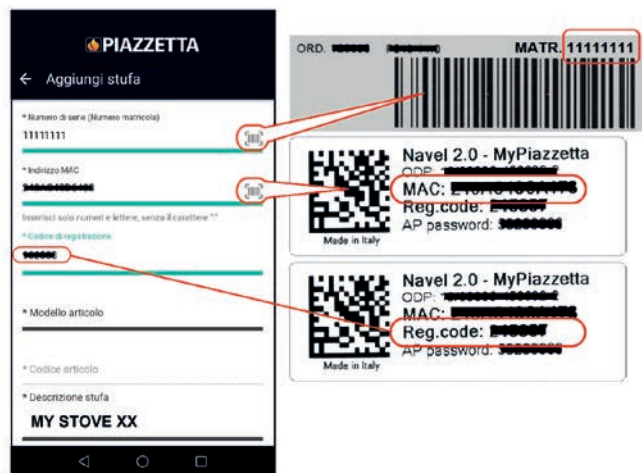 PIAZZETTA
← Aggiungi stufa
* Numero di serie (Numero matricola)
11111111
* Indirizzo MAC
Inserisci solo numeri e lettere, senza il carattere ":"
* Codice di registrazione
* Modello articolo
* Codice articolo
* Descrizione stufa
MY STOVE XX
ORD.
MATR. 11111111
Navel 2.0 - MyPiazzetta
ODP:
MAC:
Reg.code:
AP password:
Made in Italy
Navel 2.0 - MyPiazzetta
ODP:
MAC:
Reg.code:
AP password:
Made in Italy